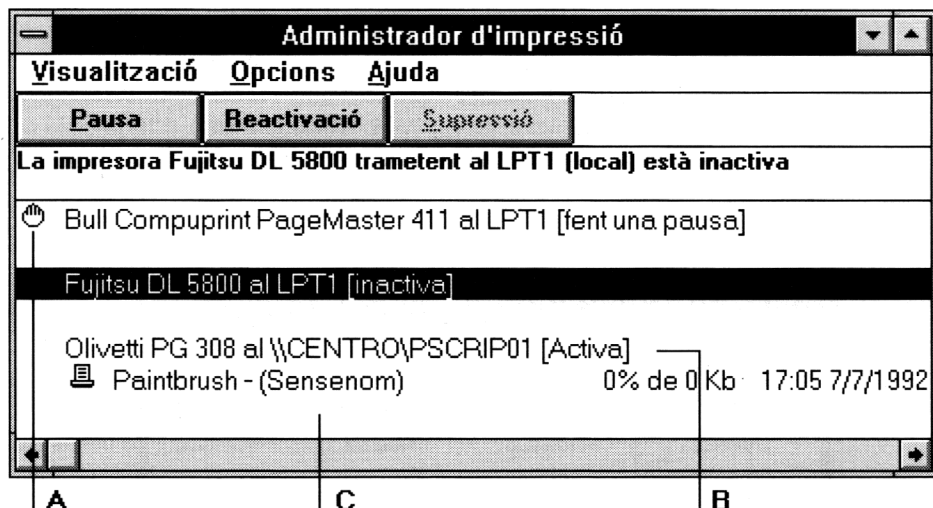 Administrador d'impressió
Visualització Opcions Ajuda
Pausa Reactivació Supressió
La impresora Fujitsu DL 5800 trametent al LPT1 (local) està inactiva
Bull Compuprint PageMaster 411 al LPT1 [fent una pausa]
Fujitsu DL 5800 al LPT1 [inactiva]
Olivetti PG 308 al \\CENTRO\PSCRIP01 [Activa]
Paintbrush - (Sensenom) 0% de 0 Kb 17:05 7/7/1992
A C B